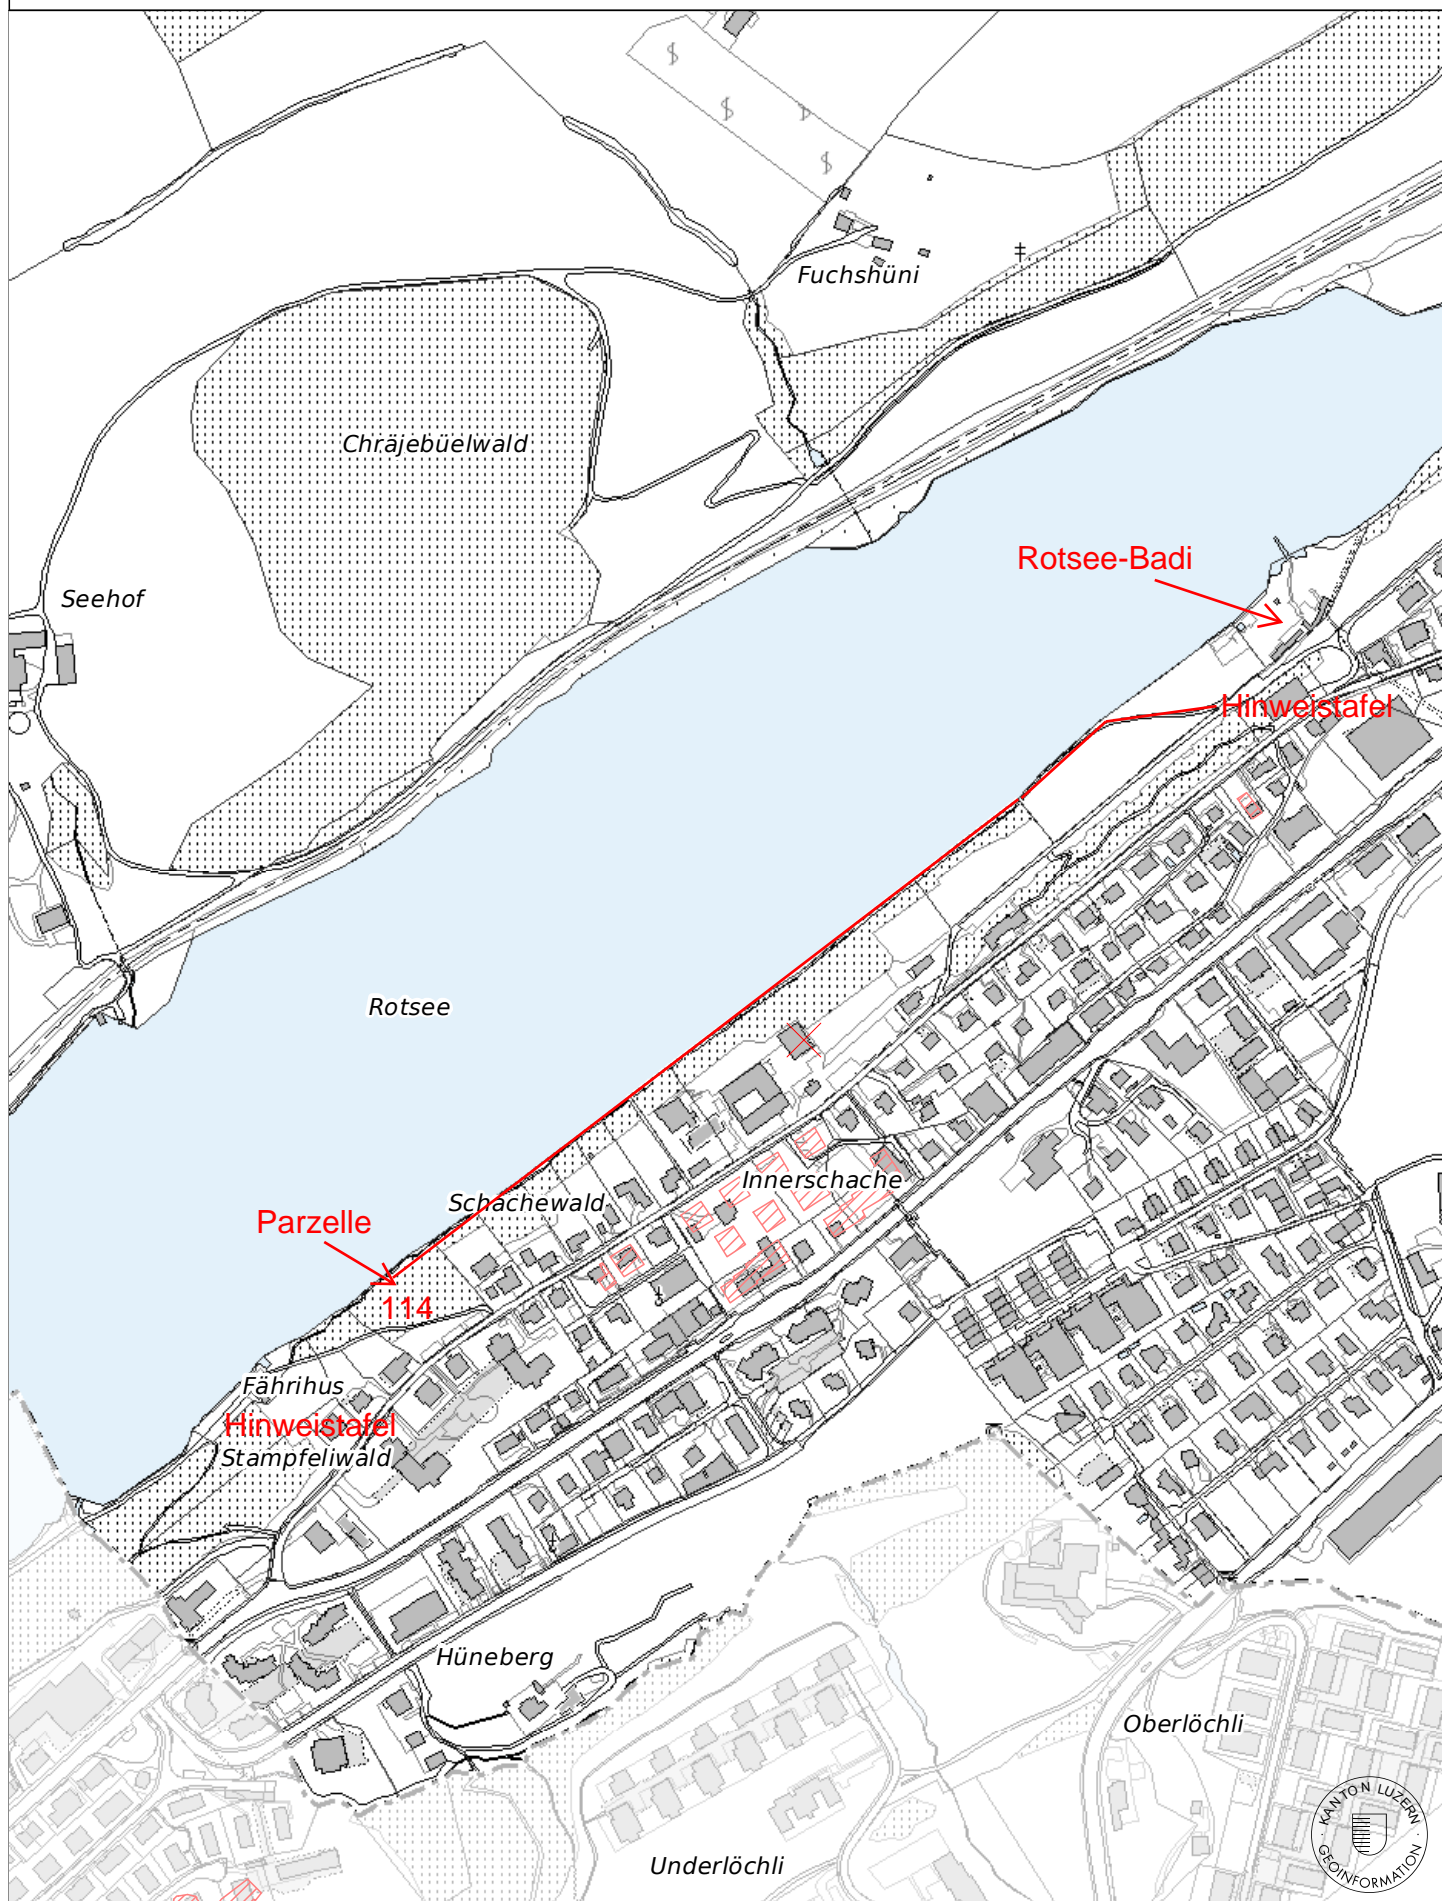 Fuchshüni
Chräjebüelwald
Rotsee-Badi
Seehof
Hinweistafel
Rotsee
Innerschache
Schachewald
Parzelle
114
Fährihus
Hinweistafel
Stampfeliwald
Hüneberg
Oberlöchli
Underlöchli
KANTON LUZERN
GEOINFORMATION